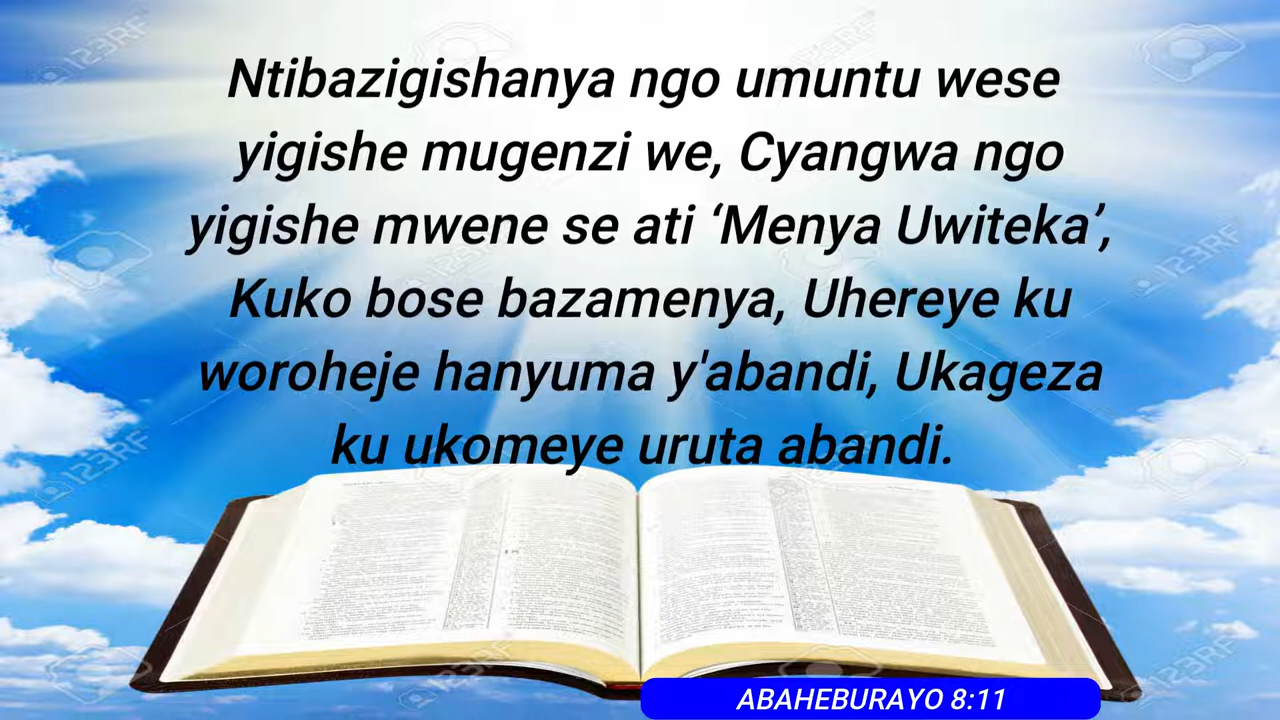 Ntibazigishanya ngo umuntu wese
yigishe mugenzi we, Cyangwa ngo
yigishe mwene se ati ‘Menya Uwiteka’,
Kuko bose bazamenya, Uhereye ku
woroheje hanyuma y'abandi, Ukageza
ku ukomeye uruta abandi.
ABAHEBURAYO 8:11